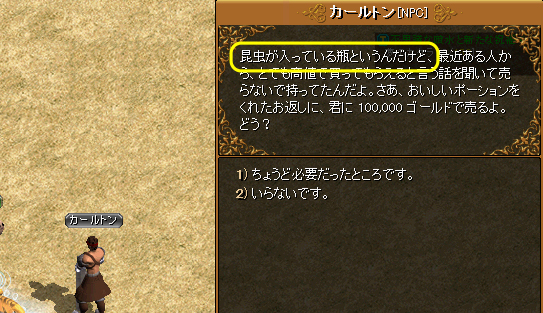 カールトン[NPC]
昆虫が入っている瓶というんだけど、最近ある人か
ら、とても高値で買ってもらえると言う話を聞いて売
らないで持ってたんだよ。さあ、おいしいポーションを
くれたお返しに、君に 100,000 ゴールドで売るよ。
どう?
1) ちょうど必要だったところです。
2) いらないです。
カールトン